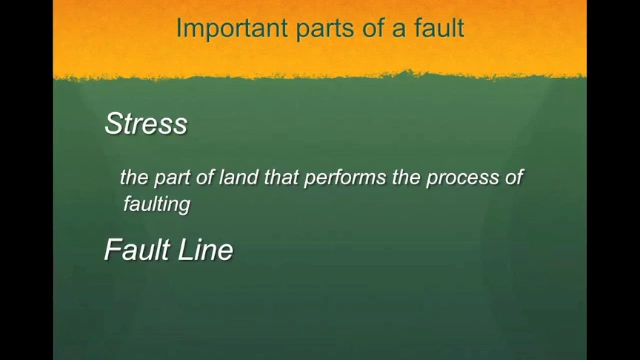 Important parts of a fault
Stress
the part of land that performs the process of
faulting
Fault Line